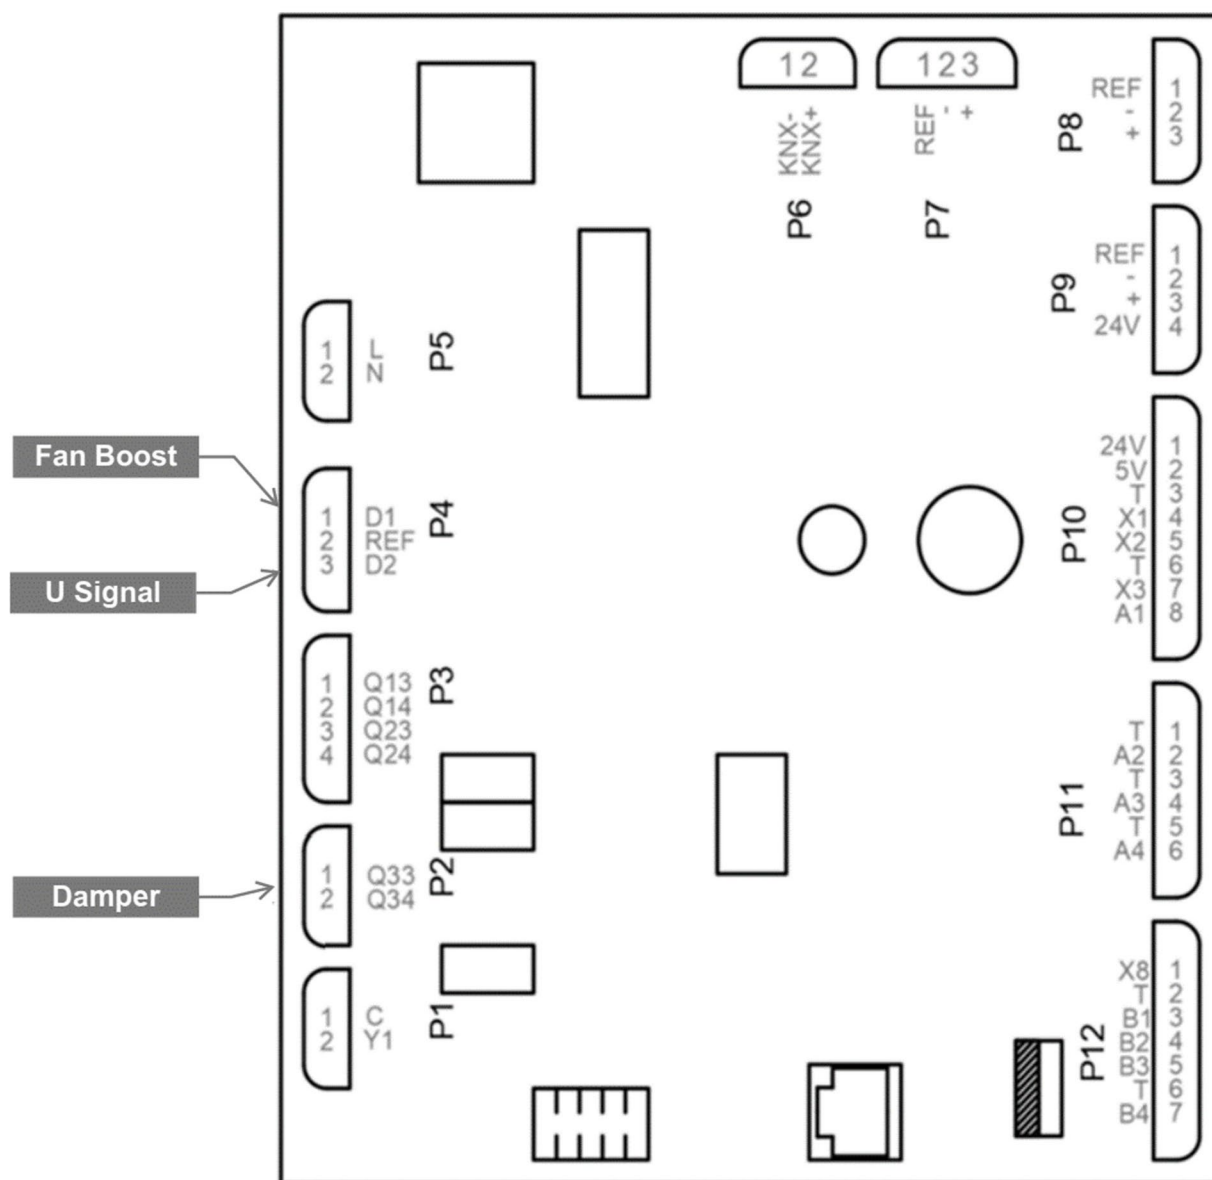 12
KNX-
KNX+
P6
123
REF
-
+
P7
P8
REF 1
- 2
+ 3
P9
REF 1
- 2
+ 3
24V 4
1 L
2 N
P5
Fan Boost
U Signal
1 D1
2 REF
3 D2
P4
P10
24V 1
5V 2
T 3
X1 4
X2 5
T 6
X3 7
A1 8
1 Q13
2 Q14
3 Q23
4 Q24
P3
P11
T 1
A2 2
T 3
A3 4
T 5
A4 6
Damper
1 Q33
2 Q34
P2
1 C
2 Y1
P1
P12
X8 1
T 2
B1 3
B2 4
B3 5
T 6
B4 7